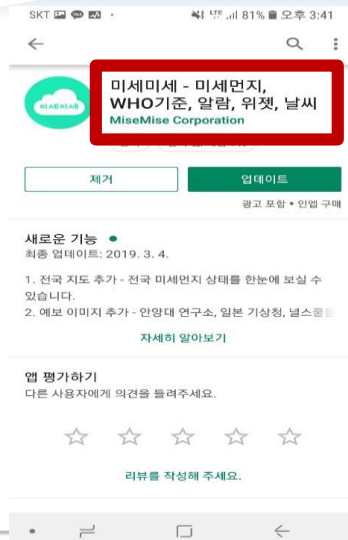 SKT 81% 오후 3:41
미세미세 - 미세먼지,
WHO기준, 알람, 위젯, 날씨
미세미세
MiseMise Corporation
제거 업데이트
광고 포함 • 인앱 구매
새로운 기능 •
최종 업데이트: 2019. 3. 4.
1. 전국 지도 추가 - 전국 미세먼지 상태를 한눈에 보실 수
있습니다.
2. 예보 이미지 추가 - 안양대 연구소, 일본 기상청, 널스쿨
자세히 알아보기
앱 평가하기
다른 사용자에게 의견을 들려주세요.
리뷰를 작성해 주세요.